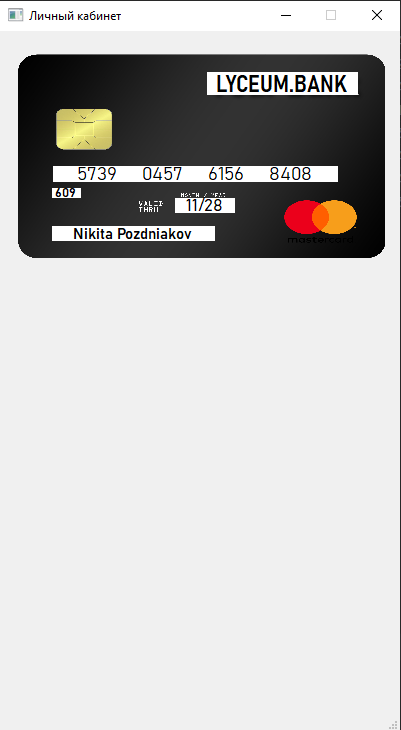 Личный кабинет
LYCEUM.BANK
5739 0457 6156 8408
609
MONTH / YEAR
VALID
THRU
11/28
Nikita Pozdniakov
mastercard